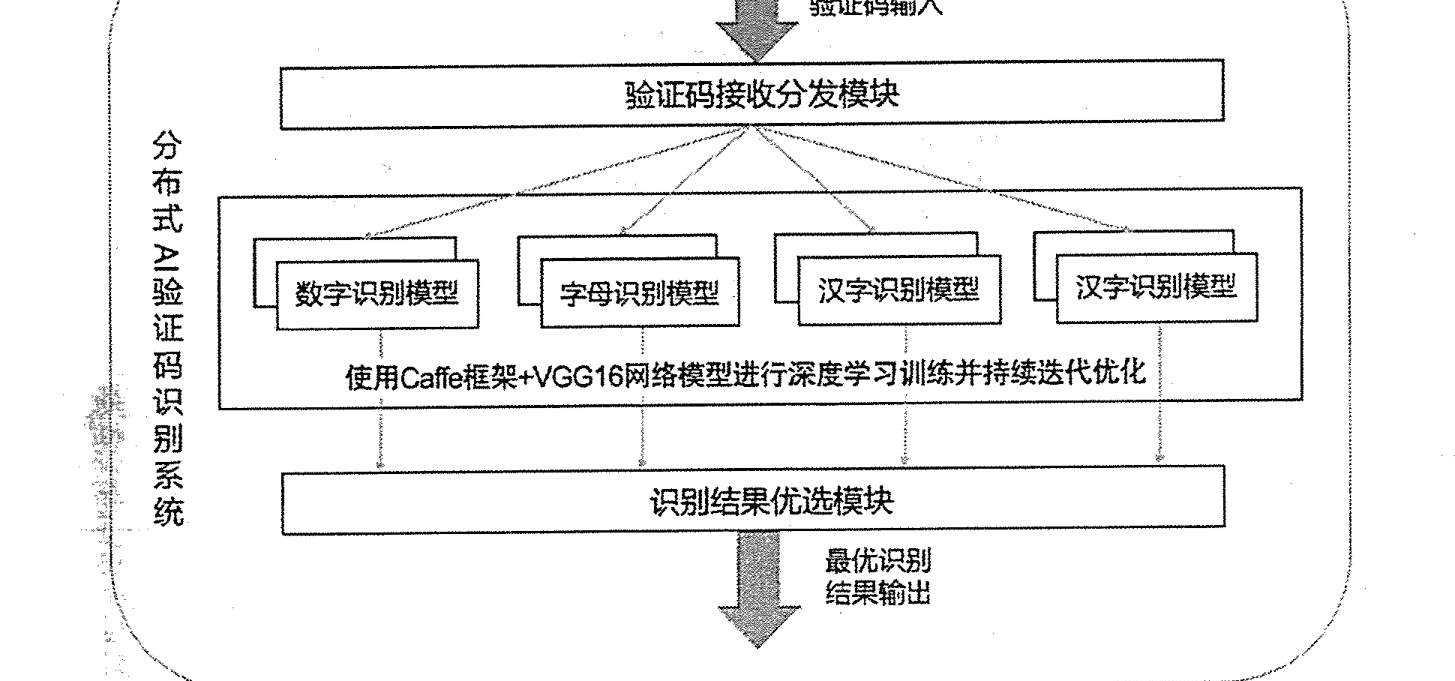 验证码输入
验证码接收分发模块
分布式AI验证码识别系统
数字识别模型
字母识别模型
汉字识别模型
汉字识别模型
使用Caffe框架+VGG16网络模型进行深度学习训练并持续迭代优化
识别结果优选模块
最优识别
结果输出